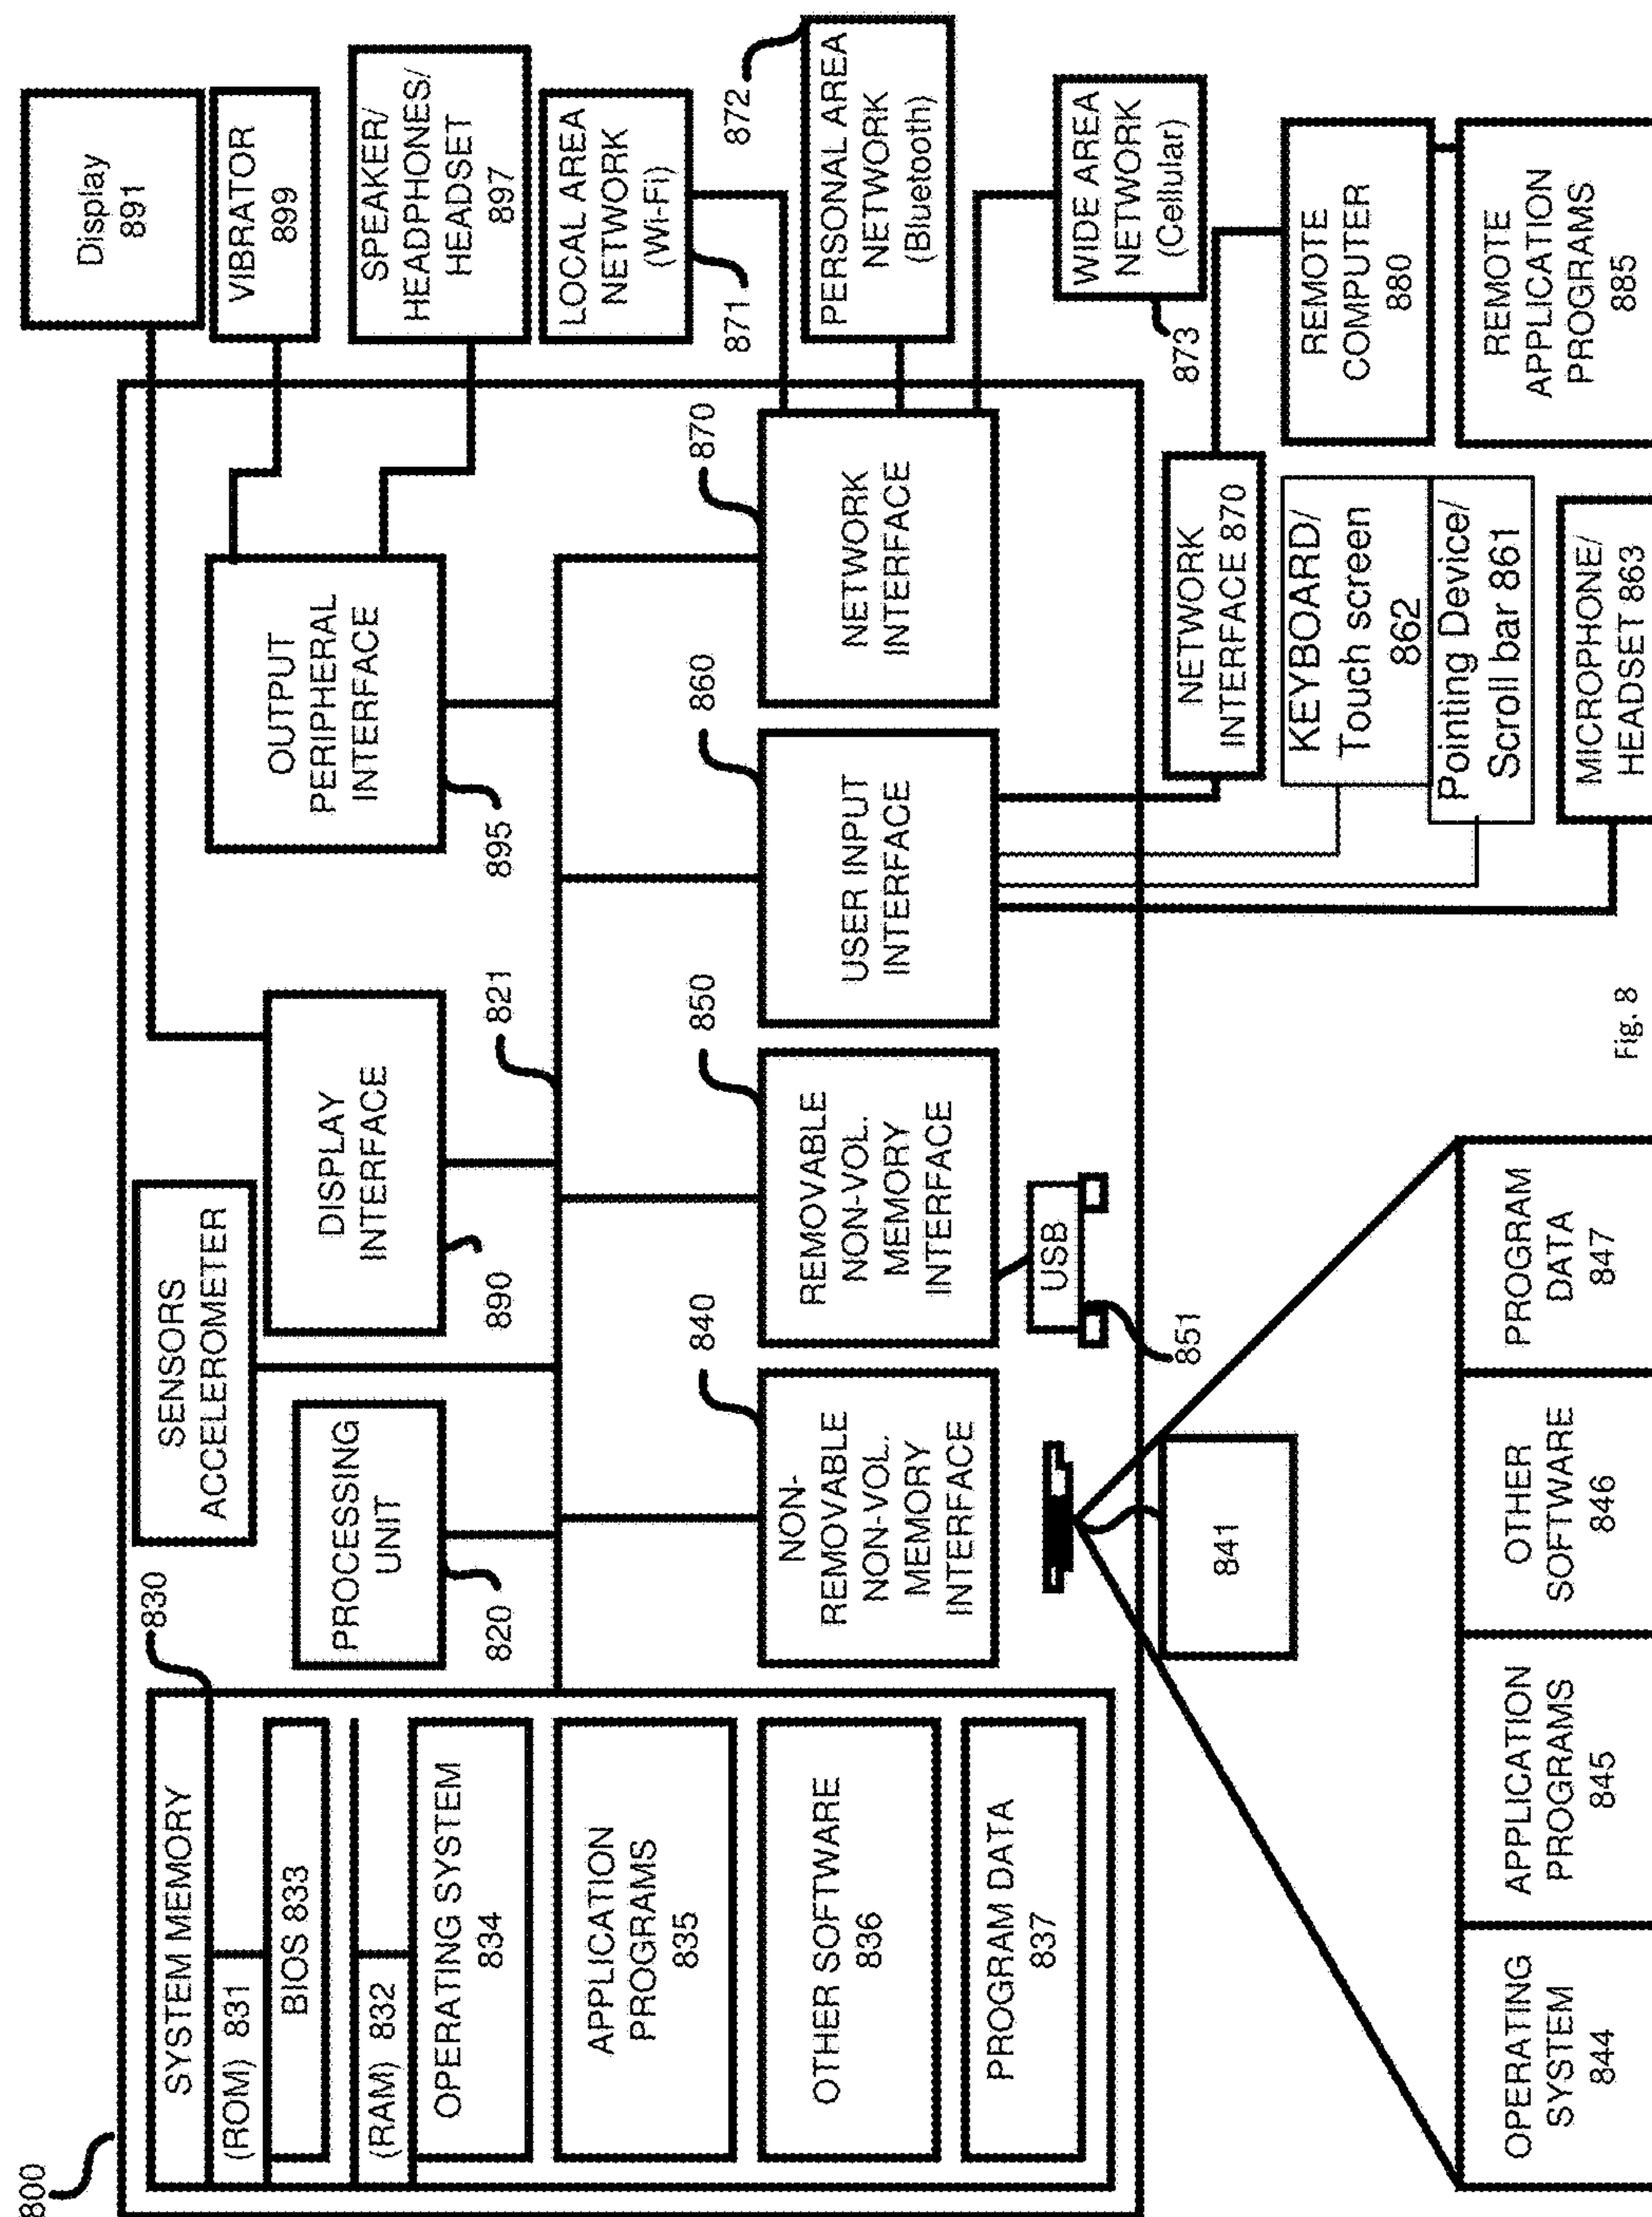 800
SYSTEM MEMORY
830
(ROM) 831
BIOS 833
(RAM) 832
OPERATING SYSTEM
834
APPLICATION
PROGRAMS
835
OTHER SOFTWARE
836
PROGRAM DATA
837
SENSORS
ACCELEROMETER
PROCESSING
UNIT
820
DISPLAY
INTERFACE
890
821
OUTPUT
PERIPHERAL
INTERFACE
895
Display
891
VIBRATOR
899
SPEAKER/
HEADPHONES/
HEADSET
897
LOCAL AREA
NETWORK
(Wi-Fi)
871
872
PERSONAL AREA
NETWORK
(Bluetooth)
WIDE AREA
NETWORK
(Cellular)
873
840
NON-
REMOVABLE
NON-VOL.
MEMORY
INTERFACE
850
REMOVABLE
NON-VOL.
MEMORY
INTERFACE
860
USER INPUT
INTERFACE
870
NETWORK
INTERFACE
USB
851
841
NETWORK
INTERFACE 870
REMOTE
COMPUTER
880
REMOTE
APPLICATION
PROGRAMS
885
KEYBOARD/
Touch screen
862
Pointing Device/
Scroll bar 861
MICROPHONE/
HEADSET 863
OPERATING
SYSTEM
844
APPLICATION
PROGRAMS
845
OTHER
SOFTWARE
846
PROGRAM
DATA
847
Fig. 8